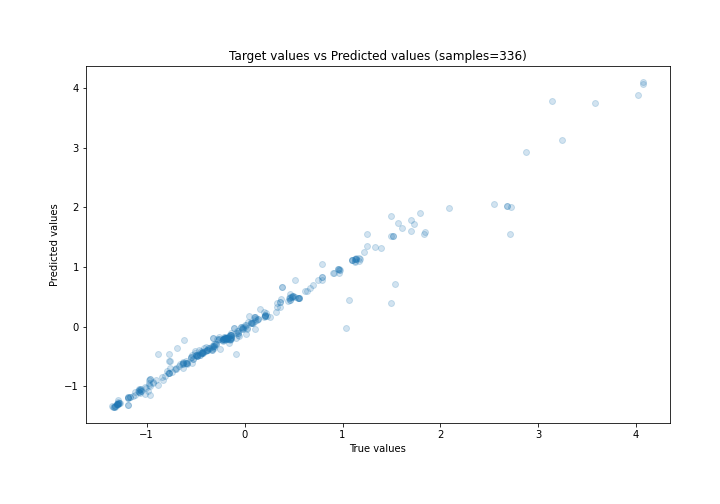 Target values vs Predicted values (samples=336)
4
3
2
1
0
−1
Predicted values
−1 0 1 2 3 4
True values